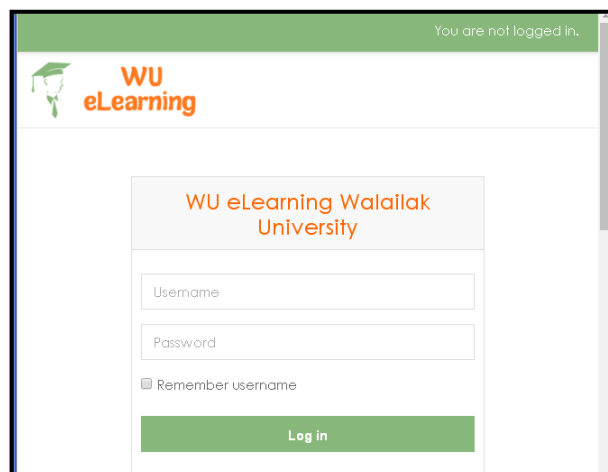 You are not logged in.
WU
eLearning
WU eLearning Walailak
University
Username
Password
Remember username
Log in